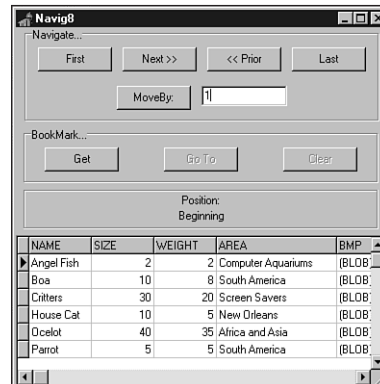 Navig8
Navigate...
First Next >> << Prior Last
MoveBy: 1
BookMark...
Get Go To Clear
Position:
Beginning
NAME SIZE WEIGHT AREA BMP
Angel Fish 2 2 Computer Aquariums (BLOB)
Boa 10 8 South America (BLOB)
Critters 30 20 Screen Savers (BLOB)
House Cat 10 5 New Orleans (BLOB)
Ocelot 40 35 Africa and Asia (BLOB)
Parrot 5 5 South America (BLOB)